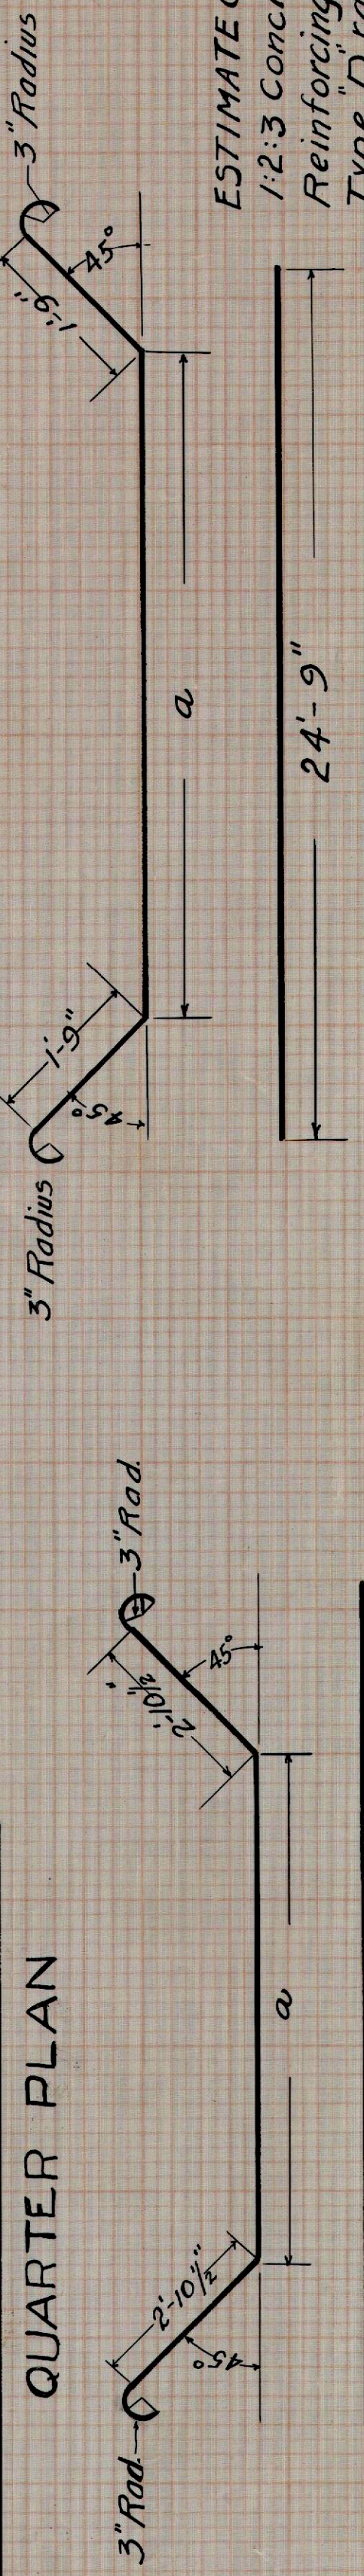 QUARTER PLAN
3" Rad.
2'-10½"
45°
a
2'-10½"
45°
3" Rad.
3" Radius
1'-9"
45°
a
1'-9"
45°
3" Radius
24'-9"
ESTIMATE
1:2:3 Conc
Reinforcing
Type "D"